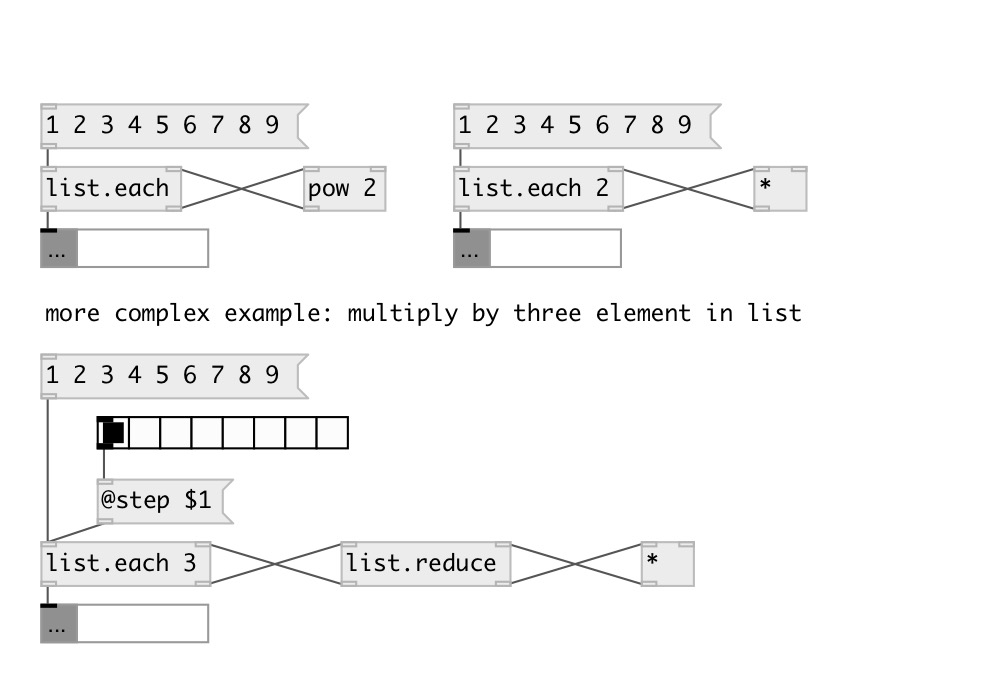 1 2 3 4 5 6 7 8 9
1 2 3 4 5 6 7 8 9
list.each
pow 2
list.each 2
*
...
...
more complex example: multiply by three element in list
1 2 3 4 5 6 7 8 9
@step $1
list.each 3
list.reduce
*
...